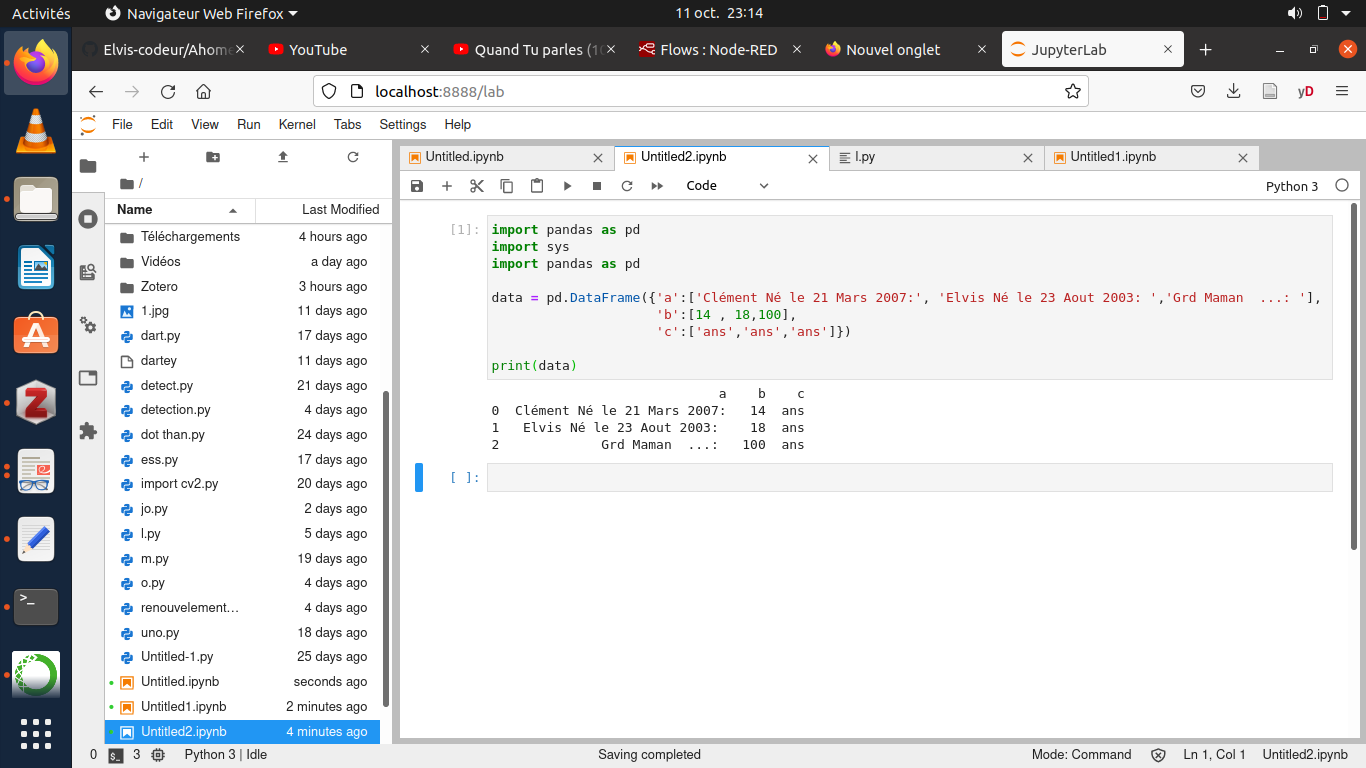 Activités Navigateur Web Firefox 11 oct. 23:14
Elvis-codeur/Ahome YouTube Quand Tu parles (1 Flows : Node-RED Nouvel onglet JupyterLab
localhost:8888/lab yD
File Edit View Run Kernel Tabs Settings Help
Untitled.ipynb Untitled2.ipynb l.py Untitled1.ipynb
Code Python 3
/
Name Last Modified
Téléchargements 4 hours ago
Vidéos a day ago
Zotero 3 hours ago
1.jpg 11 days ago
dart.py 17 days ago
dartey 11 days ago
detect.py 21 days ago
detection.py 4 days ago
dot than.py 24 days ago
ess.py 17 days ago
import cv2.py 20 days ago
jo.py 2 days ago
l.py 5 days ago
m.py 19 days ago
o.py 4 days ago
renouvelement… 4 days ago
uno.py 18 days ago
Untitled-1.py 25 days ago
Untitled.ipynb seconds ago
Untitled1.ipynb 2 minutes ago
Untitled2.ipynb 4 minutes ago
[1]: import pandas as pd
import sys
import pandas as pd
data = pd.DataFrame({'a':['Clément Né le 21 Mars 2007:', 'Elvis Né le 23 Aout 2003: ','Grd Maman  ...: '],
'b':[14 , 18,100],
'c':['ans','ans','ans']})
print(data)
a b c
0 Clément Né le 21 Mars 2007: 14 ans
1 Elvis Né le 23 Aout 2003: 18 ans
2 Grd Maman  ...: 100 ans
[ ]:
0 3 Python 3 | Idle Saving completed Mode: Command Ln 1, Col 1 Untitled2.ipynb